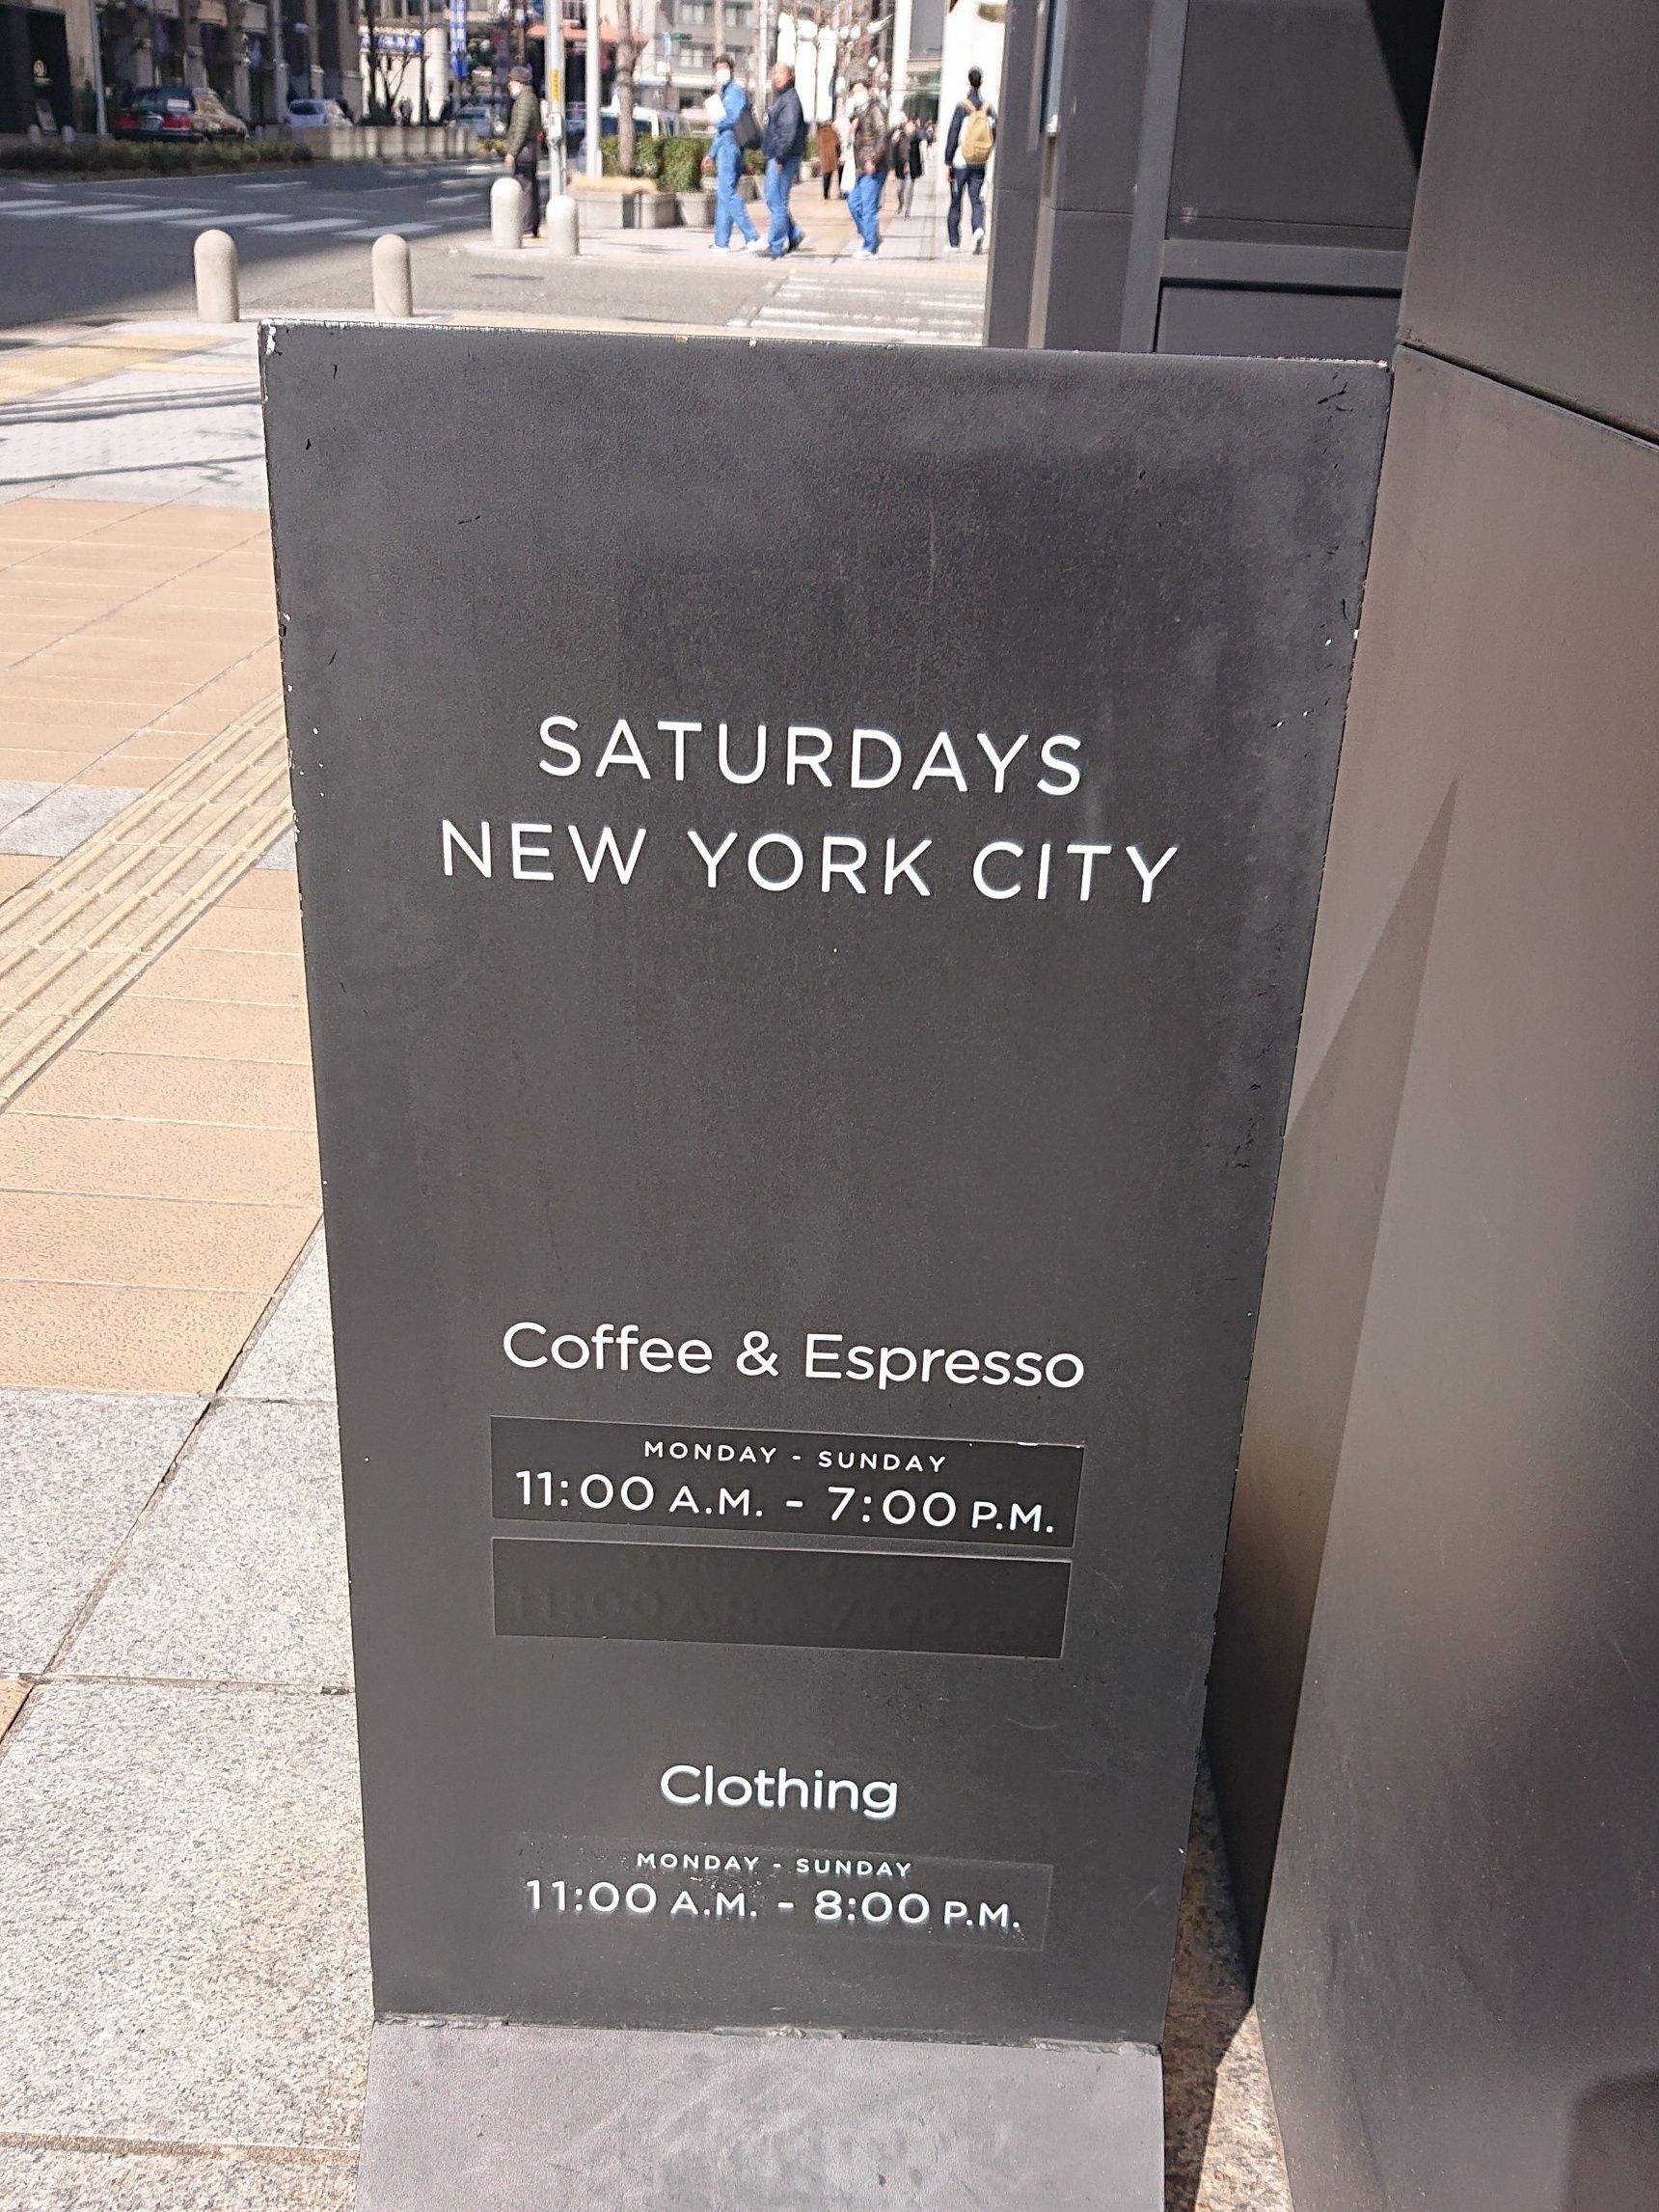 SATURDAYS
NEW YORK CITY
Coffee & Espresso
MONDAY - SUNDAY
11:00 A.M. - 7:00 P.M.
Clothing
MONDAY - SUNDAY
11:00 A.M. - 8:00 P.M.